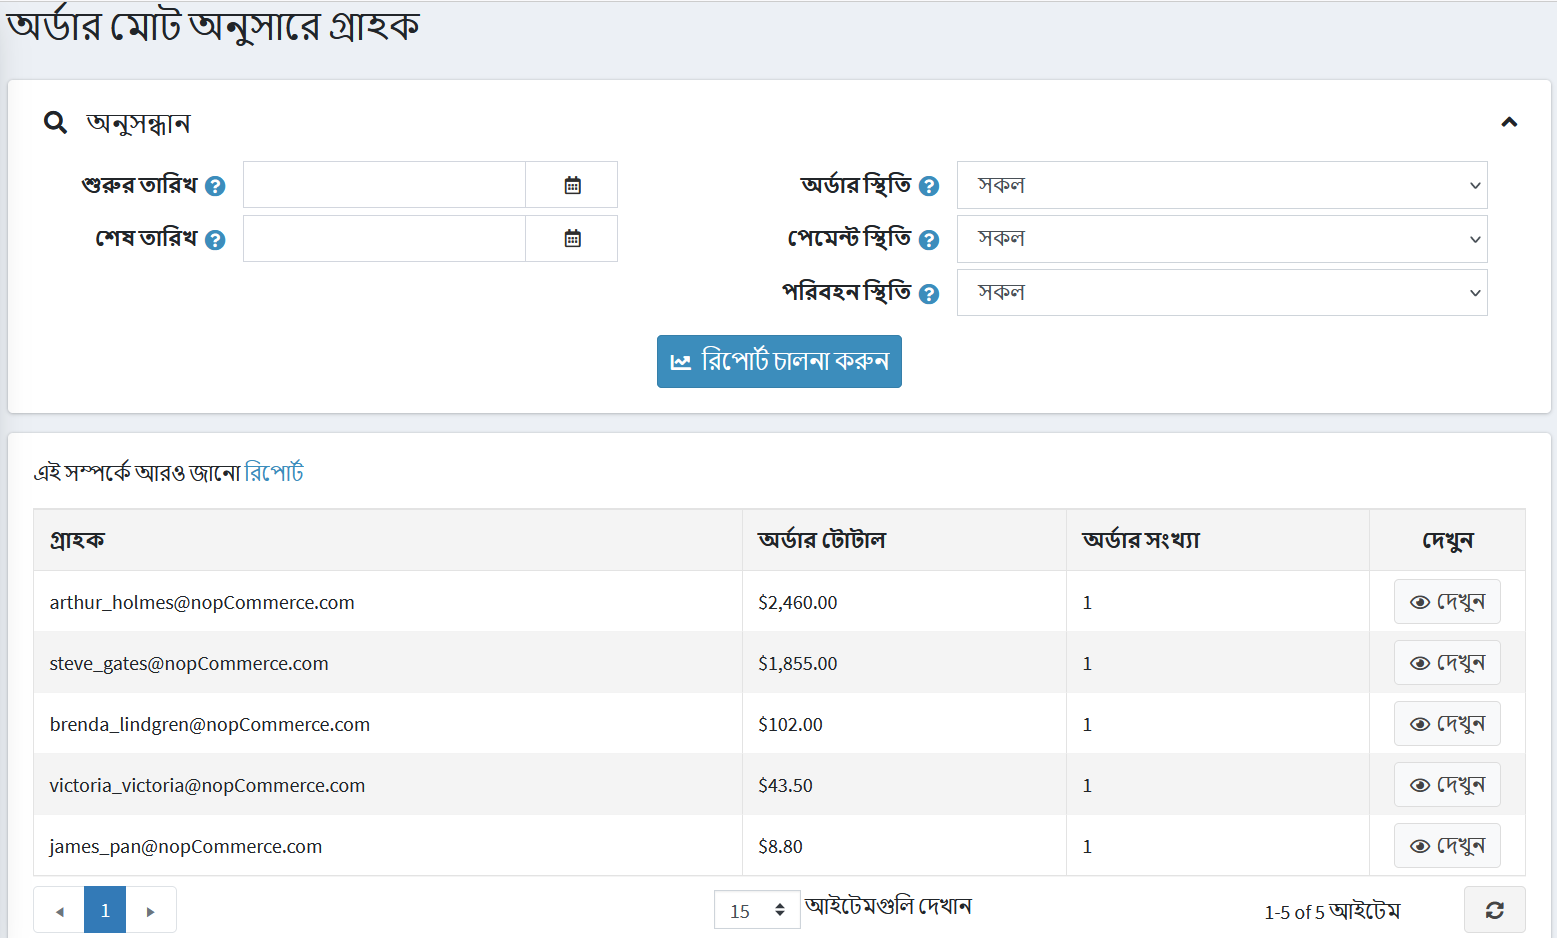 অর্ডার মোট অনুসারে গ্রাহক
অনুসন্ধান
শুরুর তারিখ
অর্ডার স্থিতি সকল
শেষ তারিখ
পেমেন্ট স্থিতি সকল
পরিবহন স্থিতি সকল
রিপোর্ট চালনা করুন
এই সম্পর্কে আরও জানো রিপোর্ট
গ্রাহক অর্ডার টোটাল অর্ডার সংখ্যা দেখুন
arthur_holmes@nopCommerce.com $2,460.00 1 দেখুন
steve_gates@nopCommerce.com $1,855.00 1 দেখুন
brenda_lindgren@nopCommerce.com $102.00 1 দেখুন
victoria_victoria@nopCommerce.com $43.50 1 দেখুন
james_pan@nopCommerce.com $8.80 1 দেখুন
1 15 আইটেমগুলি দেখান 1-5 of 5 আইটেম